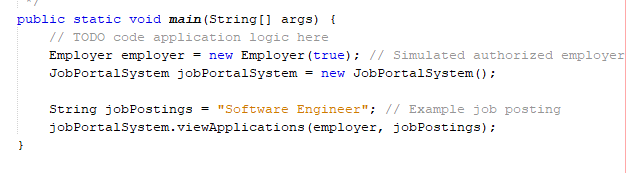 */
public static void main(String[] args) {
// TODO code application logic here
Employer employer = new Employer(true); // Simulated authorized employer
JobPortalSystem jobPortalSystem = new JobPortalSystem();
String jobPostings = "Software Engineer"; // Example job posting
jobPortalSystem.viewApplications(employer, jobPostings);
}